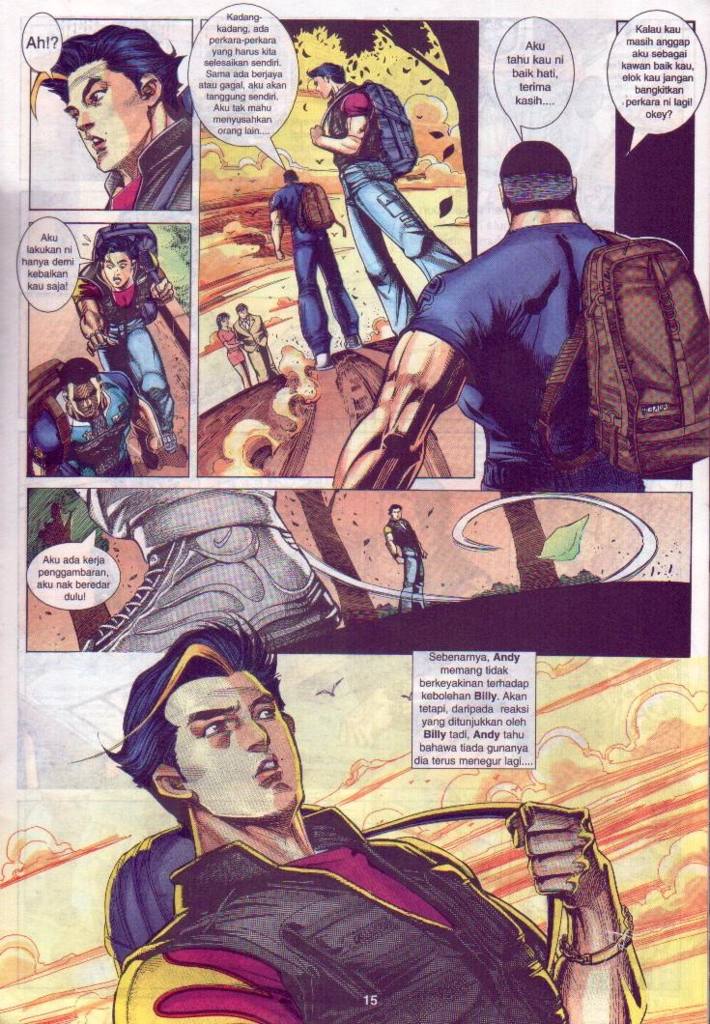 Ah!?
Kadang-
kadang, ada
perkara-perkara
yang harus kita
selesaikan sendiri.
Sama ada berjaya
atau gagal, aku akan
tanggung sendiri.
Aku tak mahu
menyusahkan
orang lain....
Aku
tahu kau ni
baik hati,
terima
kasih....
Kalau kau
masih anggap
aku sebagai
kawan baik kau,
elok kau jangan
bangkitkan
perkara ni lagi!
okey?
Aku
lakukan ni
hanya demi
kebaikan
kau saja!
Aku ada kerja
penggambaran,
aku nak beredar
dulu!
Sebenarnya, Andy
memang tidak
berkeyakinan terhadap
kebolehan Billy. Akan
tetapi, daripada reaksi
yang ditunjukkan oleh
Billy tadi, Andy tahu
bahawa tiada gunanya
dia terus menegur lagi....
15